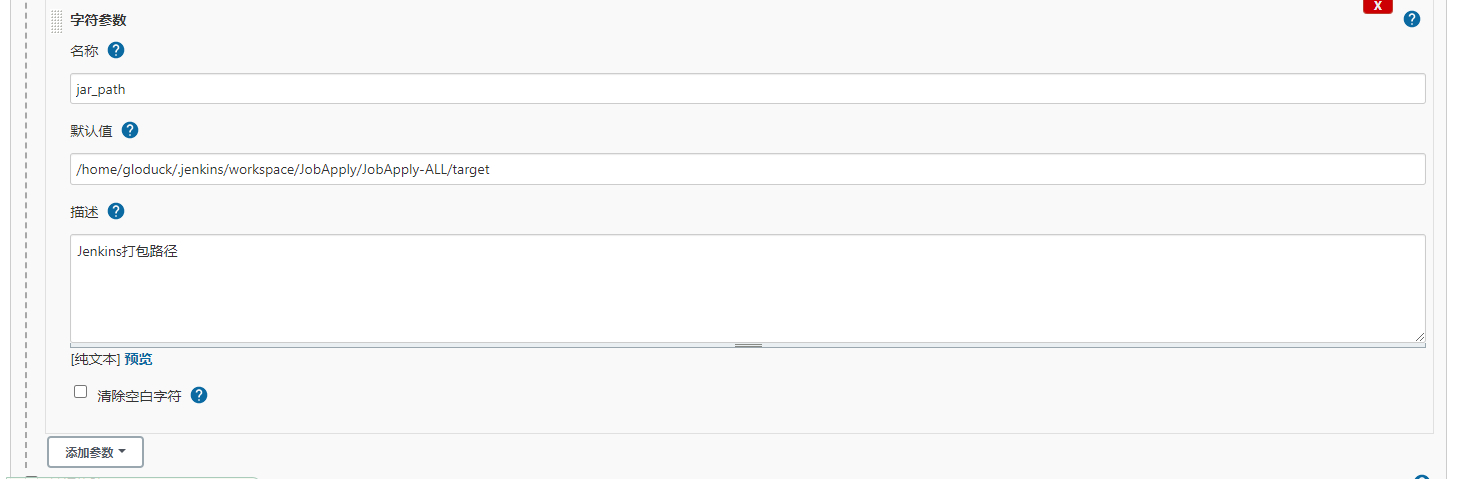 字符参数
X
名称
jar_path
默认值
/home/gloduck/.jenkins/workspace/JobApply/JobApply-ALL/target
描述
Jenkins打包路径
[纯文本] 预览
清除空白字符
添加参数